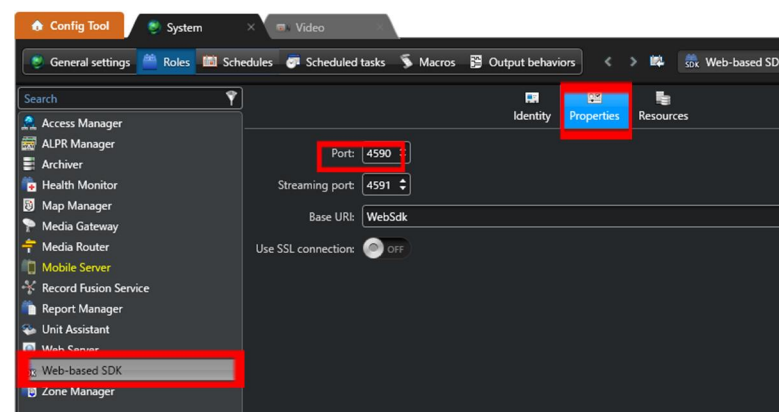 Config Tool System Video
General settings Roles Schedules Scheduled tasks Macros Output behaviors SDK Web-based SD
Search
Identity Properties Resources
Access Manager
ALPR Manager
Archiver
Health Monitor
Map Manager
Media Gateway
Media Router
Mobile Server
Record Fusion Service
Report Manager
Unit Assistant
Web Server
Web-based SDK
Zone Manager
Port: 4590
Streaming port: 4591
Base URI: WebSdk
Use SSL connection: OFF